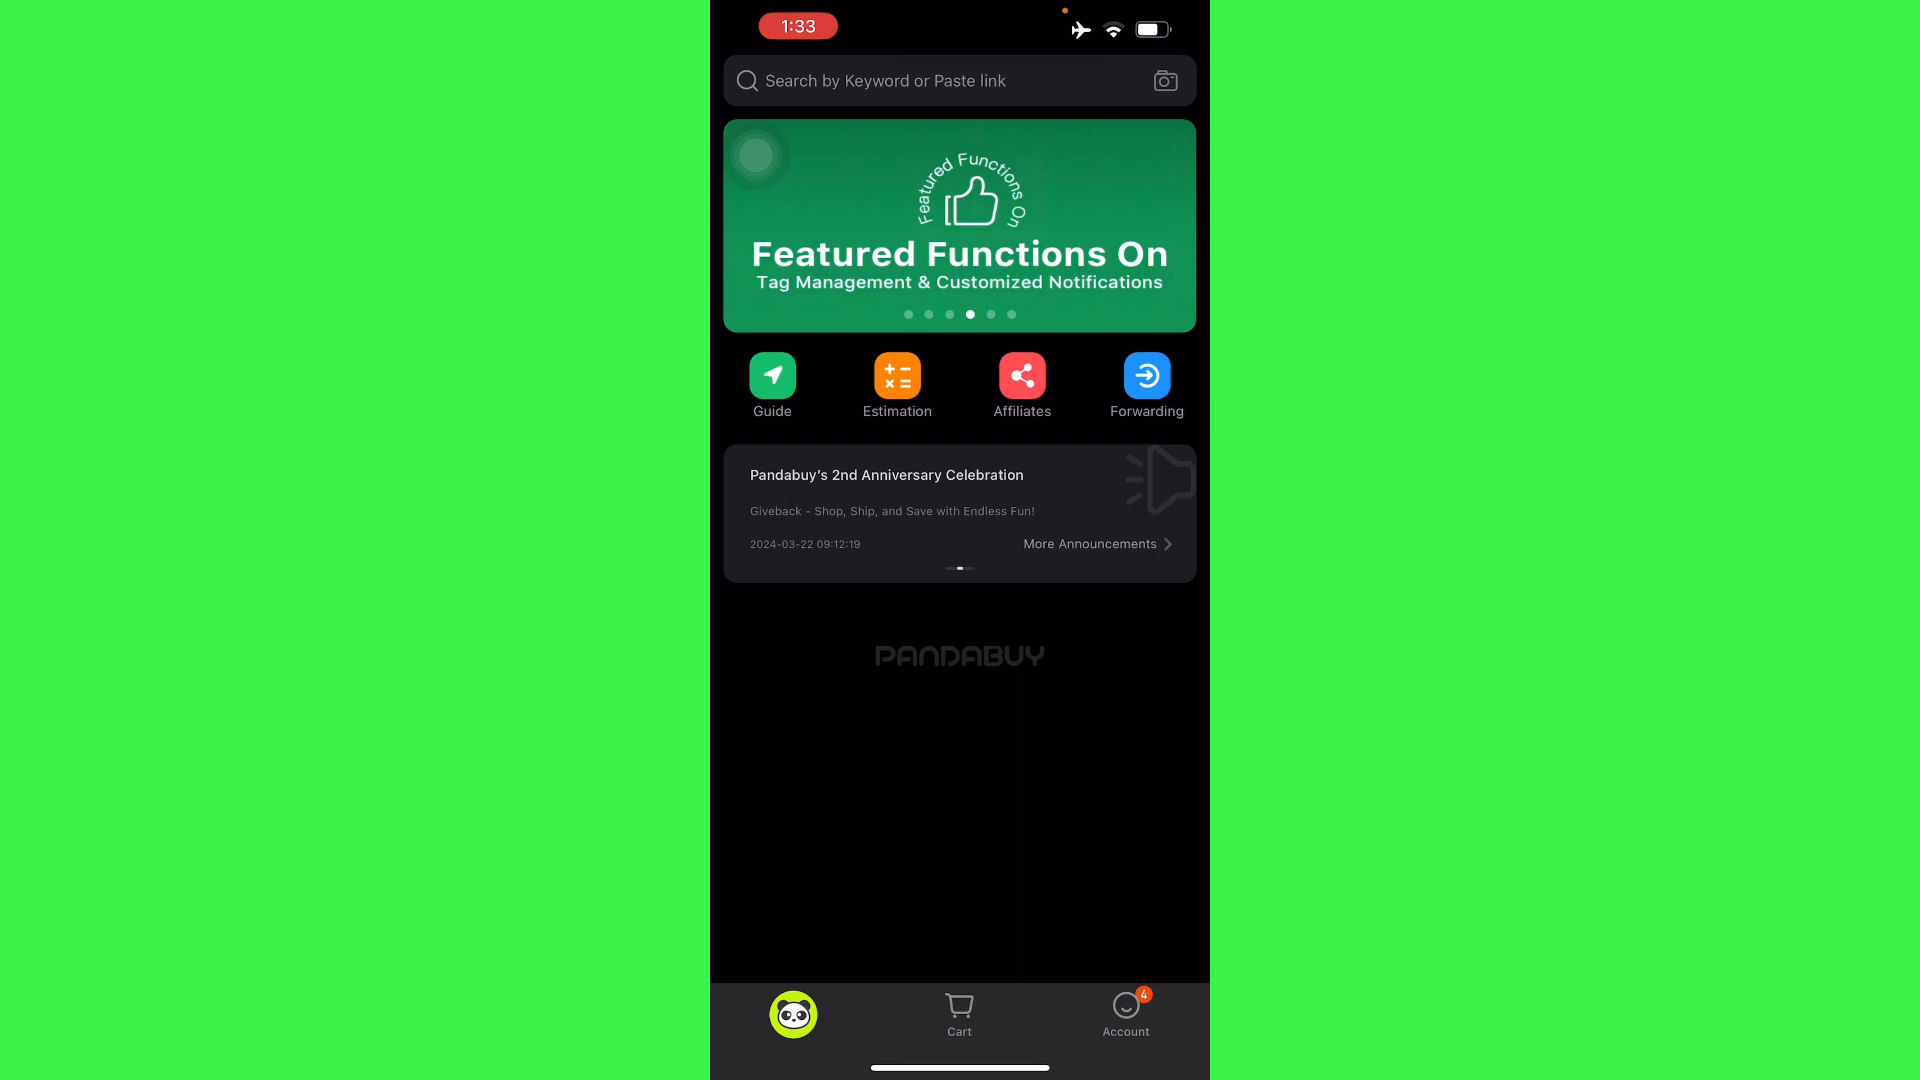 1:33
Search by Keyword or Paste link
Featured Functions On
Featured Functions On
Tag Management & Customized Notifications
Guide
Estimation
Affiliates
Forwarding
Pandabuy's 2nd Anniversary Celebration
Giveback - Shop, Ship, and Save with Endless Fun!
2024-03-22 09:12:19
More Announcements
PANDABUY
4
Cart
Account